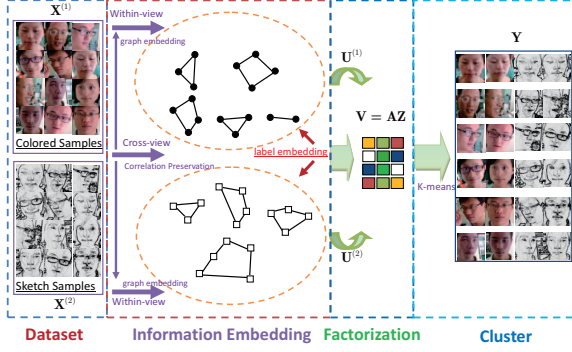 X(1)
Colored Samples
Sketch Samples
X(2)
Within-view
graph embedding
Cross-view
Correlation Preservation
label embedding
graph embedding
Within-view
U(1)
V = AZ
U(2)
K-means
Y
Dataset
Information Embedding
Factorization
Cluster